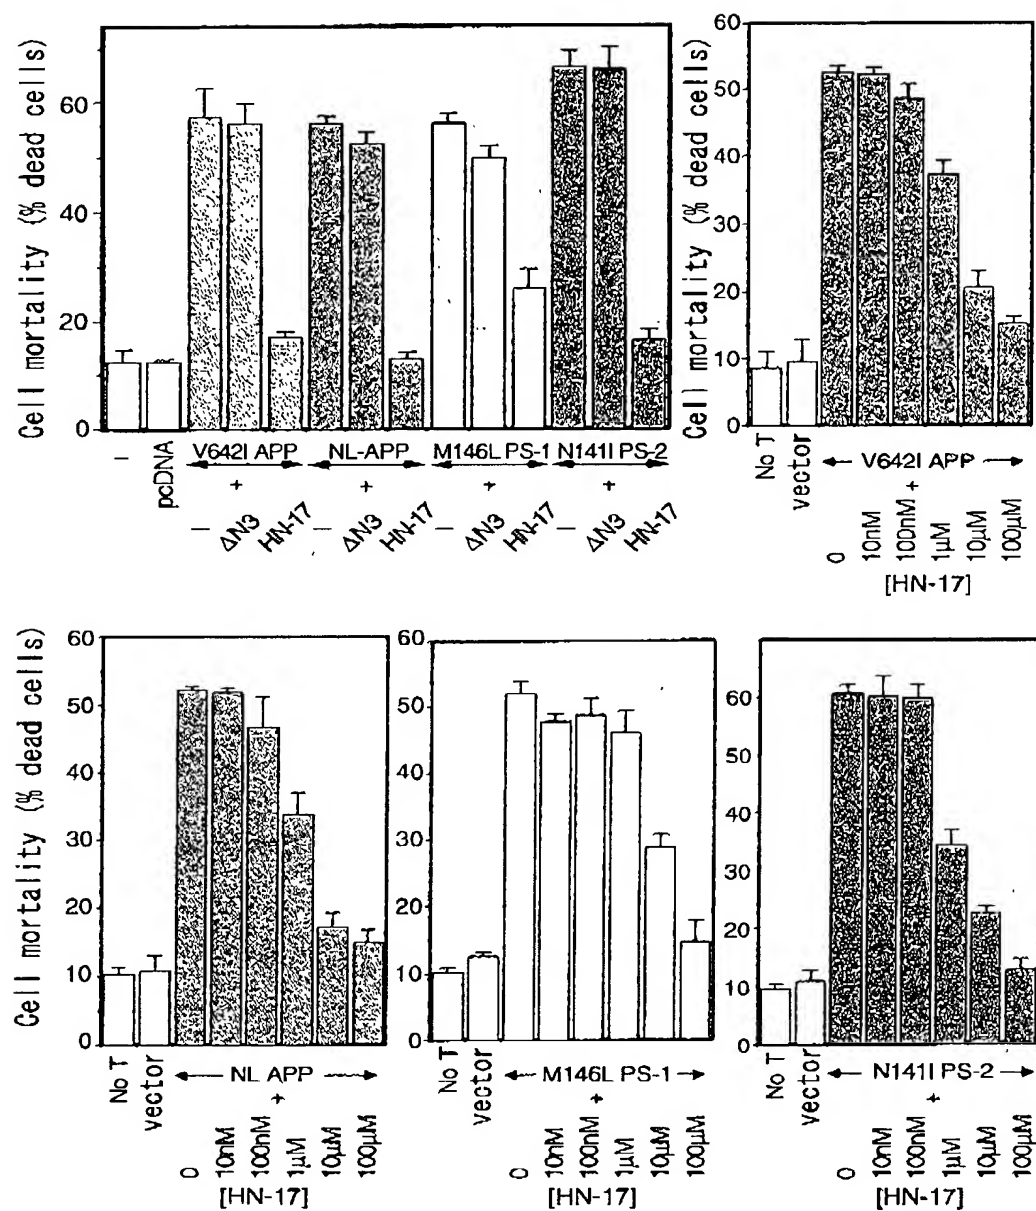 Cell mortality (% dead cells)
60
40
20
0
—
pcDNA
V642I APP
NL-APP
M146L PS-1
N141I PS-2
+
+
+
+
—
ΔN3
HN-17
—
ΔN3
HN-17
—
ΔN3
HN-17
—
ΔN3
HN-17
Cell mortality (% dead cells)
60
50
40
30
20
10
0
No T
vector
V642I APP
+
0
10nM
100nM
1μM
10μM
100μM
[HN-17]
Cell mortality (% dead cells)
60
50
40
30
20
10
0
No T
vector
NL APP
+
0
10nM
100nM
1μM
10μM
100μM
[HN-17]
60
50
40
30
20
10
0
No T
vector
M146L PS-1
+
0
10nM
100nM
1μM
10μM
100μM
[HN-17]
60
50
40
30
20
10
0
No T
vector
N141I PS-2
+
0
10nM
100nM
1μM
10μM
100μM
[HN-17]